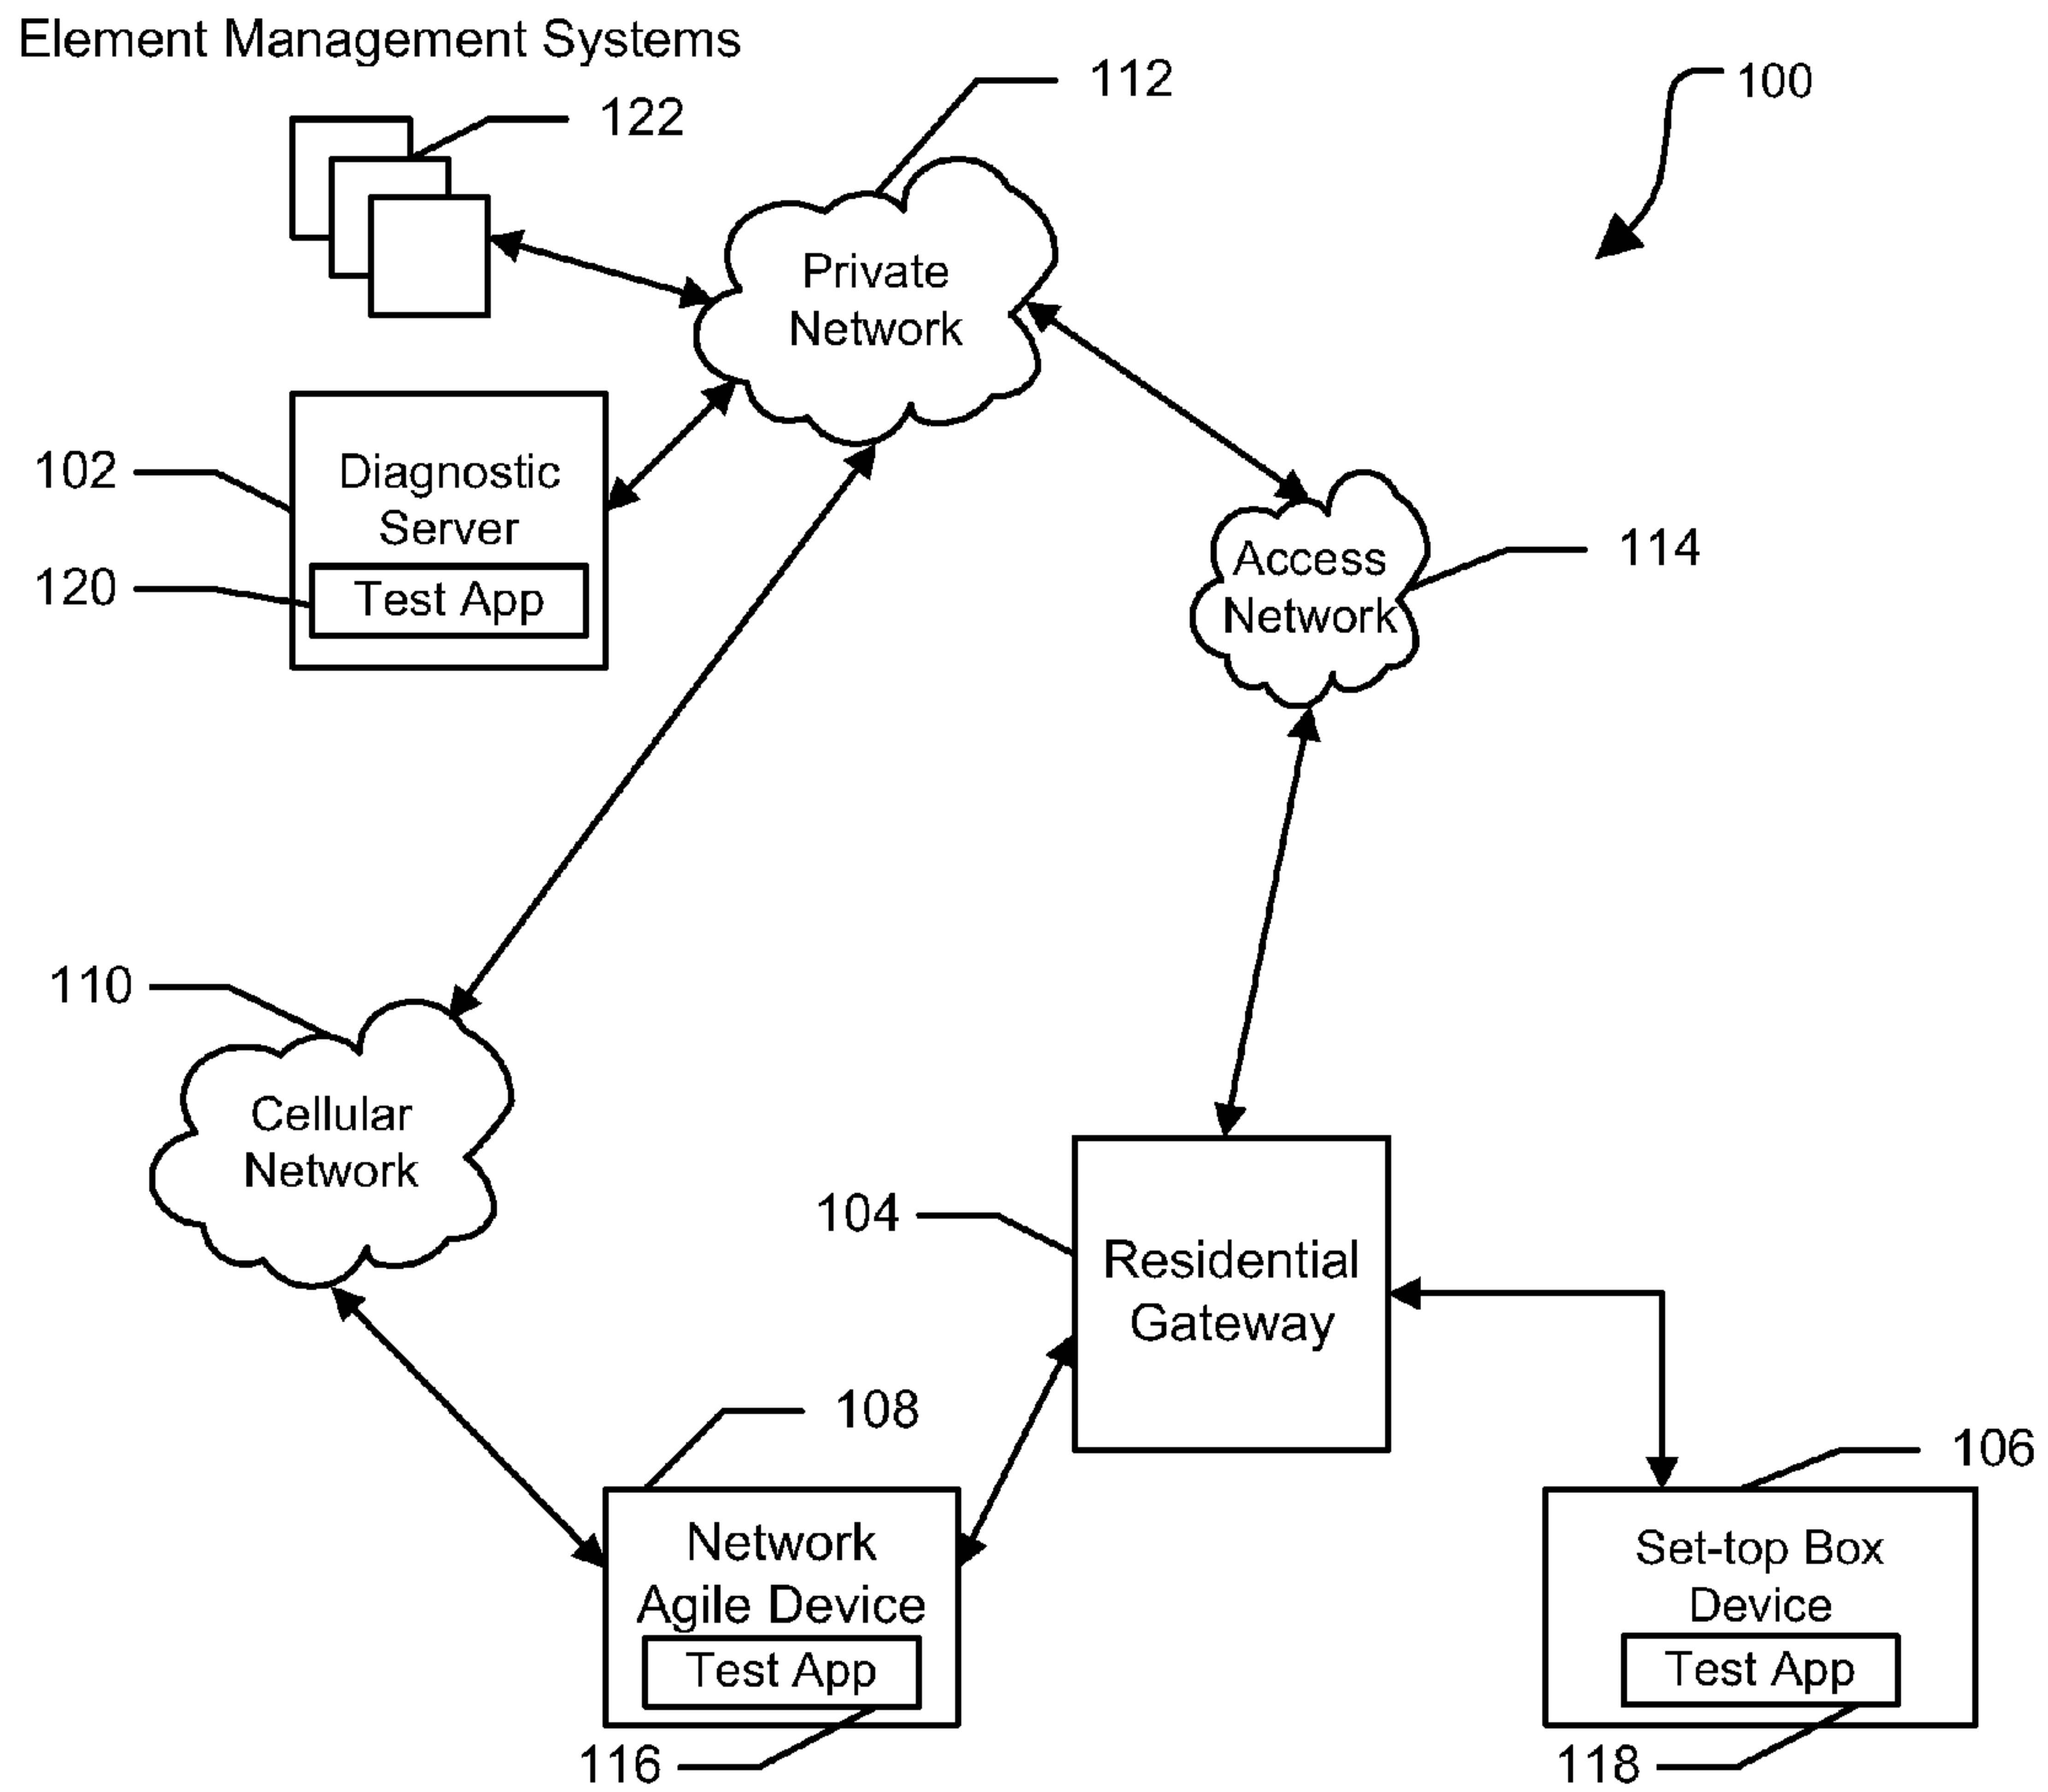 Element Management Systems
112
100
122
Private
Network
102
Diagnostic
Server
114
Access
Network
120
Test App
110
Cellular
Network
104
Residential
Gateway
108
106
Network
Agile Device
Test App
Set-top Box
Device
Test App
116
118